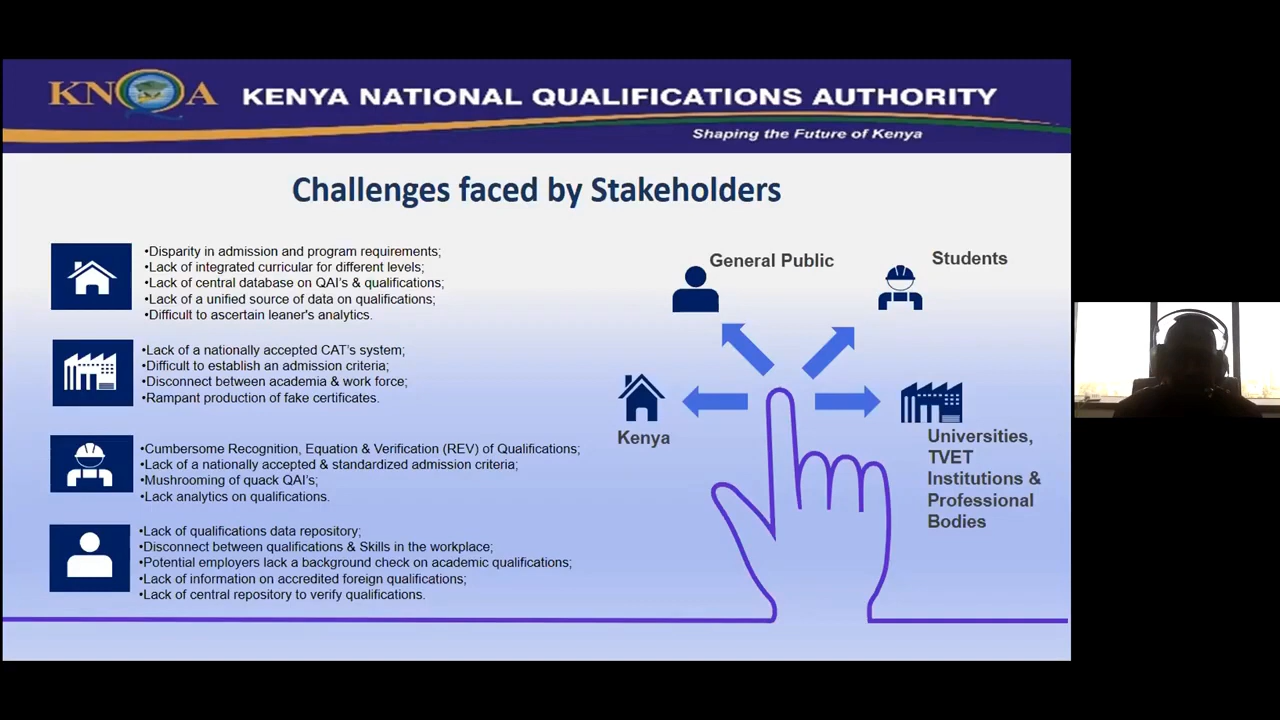 KNQA
KENYA NATIONAL QUALIFICATIONS AUTHORITY
Shaping the Future of Kenya
Challenges faced by Stakeholders
•Disparity in admission and program requirements;
•Lack of integrated curricular for different levels;
•Lack of central database on QAI's & qualifications;
•Lack of a unified source of data on qualifications;
•Difficult to ascertain leaner's analytics.
•Lack of a nationally accepted CAT's system;
•Difficult to establish an admission criteria;
•Disconnect between academia & work force;
•Rampant production of fake certificates.
•Cumbersome Recognition, Equation & Verification (REV) of Qualifications;
•Lack of a nationally accepted & standardized admission criteria;
•Mushrooming of quack QAI's;
•Lack analytics on qualifications.
•Lack of qualifications data repository;
•Disconnect between qualifications & Skills in the workplace;
•Potential employers lack a background check on academic qualifications;
•Lack of information on accredited foreign qualifications;
•Lack of central repository to verify qualifications.
General Public
Students
Kenya
Universities,
TVET
Institutions &
Professional
Bodies